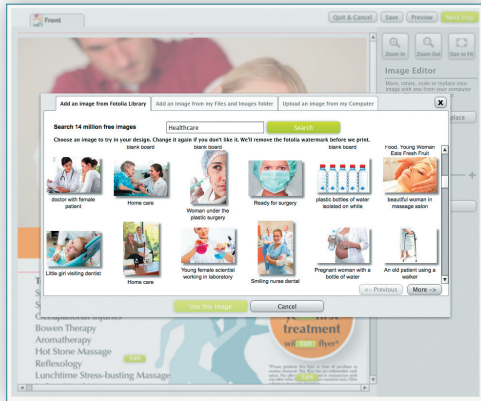 Front
Quit & Cancel
Save
Preview
Next Step
Zoom In
Zoom Out
Size to Fit
Image Editor
Move, rotate, scale or replace your
image with one from your computer
Add an image from Fotolia Library
Add an image from my Files and Images folder
Upload an image from my Computer
X
Search 14 million free images
Healthcare
Search
Choose an image to try in your design. Change it again if you don't like it. We'll remove the fotolia watermark before we print.
blank board
blank board
blank board
Food. Young Woman
Eats Fresh Fruit
doctor with female
patient
Home care
Woman under the
plastic surgery
Ready for surgery
plastic bottles of water
isolated on white
beautiful woman in
massage salon
Little girl visiting dentist
Home care
Young female scientist
working in laboratory
Smiling nurse dental
Pregnant woman with a
bottle of water
An old patient using a
walker
<- Previous
More ->
Use this Image
Cancel
Occupational Injuries
Bowen Therapy
Aromatherapy
Hot Stone Massage
Reflexology
Lunchtime Stress-busting Massage
Edit
first
treatment
Edit
flyer*
Edit